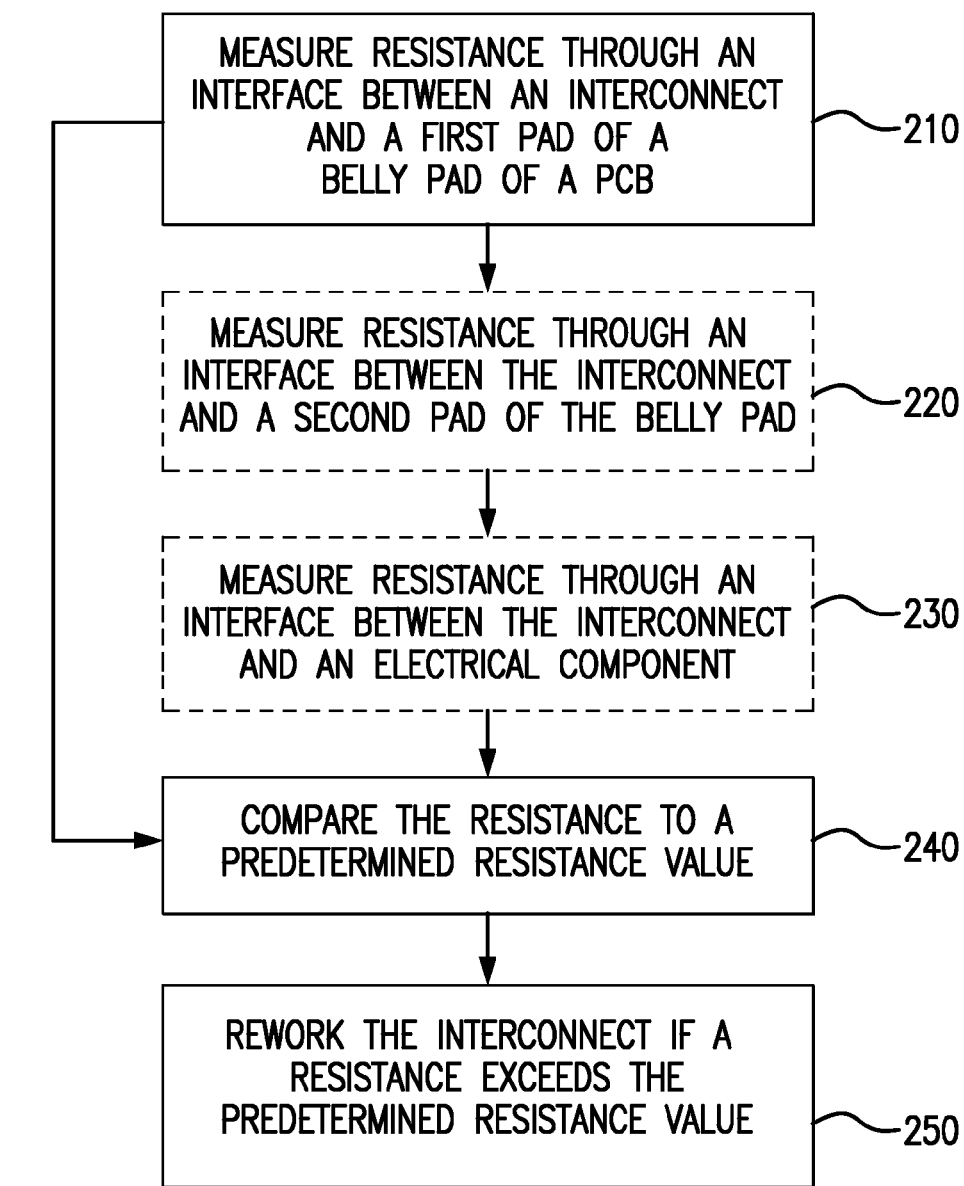 MEASURE RESISTANCE THROUGH AN
INTERFACE BETWEEN AN INTERCONNECT
AND A FIRST PAD OF A
BELLY PAD OF A PCB
210
MEASURE RESISTANCE THROUGH AN
INTERFACE BETWEEN THE INTERCONNECT
AND A SECOND PAD OF THE BELLY PAD
220
MEASURE RESISTANCE THROUGH AN
INTERFACE BETWEEN THE INTERCONNECT
AND AN ELECTRICAL COMPONENT
230
COMPARE THE RESISTANCE TO A
PREDETERMINED RESISTANCE VALUE
240
REWORK THE INTERCONNECT IF A
RESISTANCE EXCEEDS THE
PREDETERMINED RESISTANCE VALUE
250